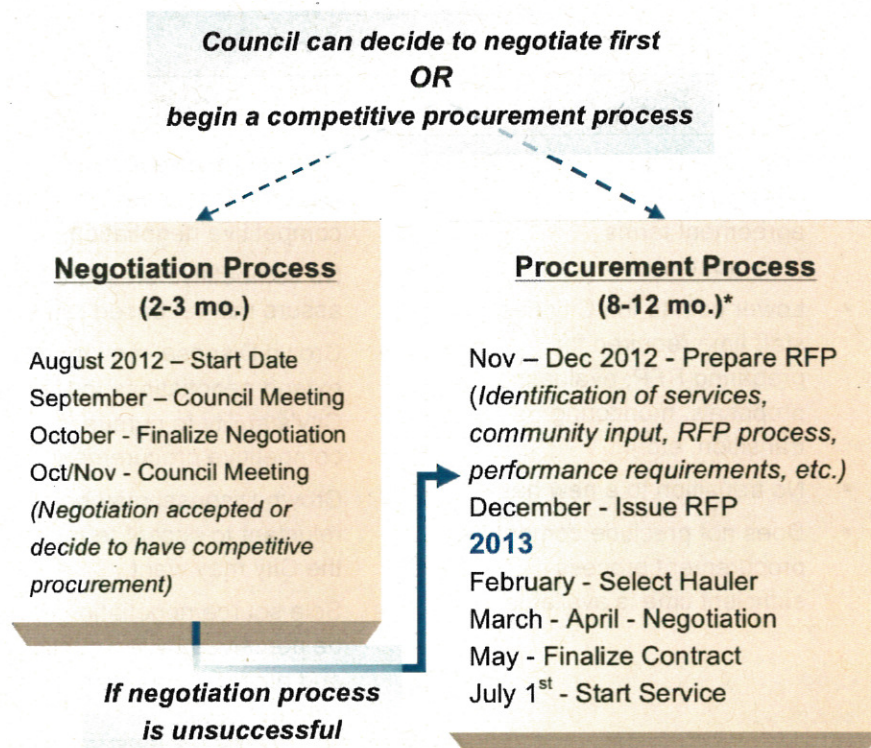 Council can decide to negotiate first
OR
begin a competitive procurement process
Negotiation Process
(2-3 mo.)
August 2012 – Start Date
September – Council Meeting
October - Finalize Negotiation
Oct/Nov - Council Meeting
(Negotiation accepted or
decide to have competitive
procurement)
If negotiation process
is unsuccessful
Procurement Process
(8-12 mo.)*
Nov – Dec 2012 - Prepare RFP
(Identification of services,
community input, RFP process,
performance requirements, etc.)
December - Issue RFP
2013
February - Select Hauler
March - April - Negotiation
May - Finalize Contract
July 1st - Start Service